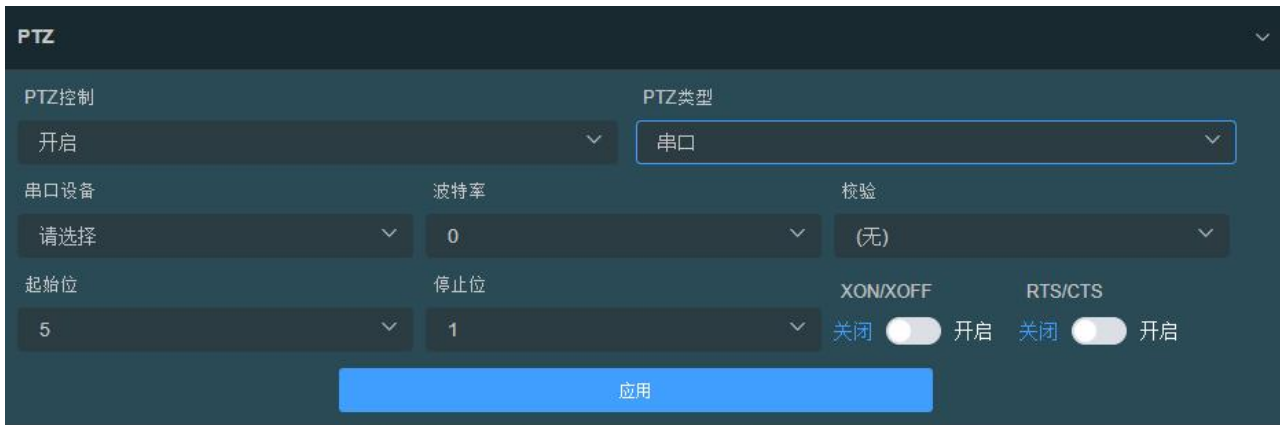 PTZ
PTZ控制 PTZ类型
开启 串口
串口设备 波特率 校验
请选择 0 (无)
起始位 停止位 XON/XOFF RTS/CTS
5 1 关闭 开启 关闭 开启
应用